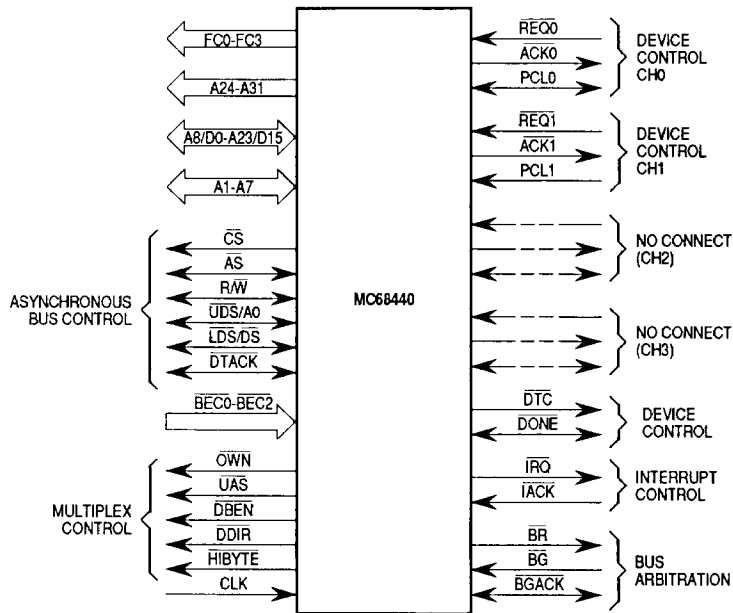 FC0-FC3
A24-A31
A8/D0-A23/D15
A1-A7
ASYNCHRONOUS
BUS CONTROL
CS
AS
R/W
UDS/A0
LDS/DS
DTACK
BEC0-BEC2
MULTIPLEX
CONTROL
OWN
UAS
DBEN
DDIR
HIBYTE
CLK
MC68440
REQ0
ACK0
PCL0
DEVICE
CONTROL
CH0
REQ1
ACK1
PCL1
DEVICE
CONTROL
CH1
NO CONNECT
(CH2)
NO CONNECT
(CH3)
DTC
DONE
DEVICE
CONTROL
IRQ
IACK
INTERRUPT
CONTROL
BR
BG
BGACK
BUS
ARBITRATION